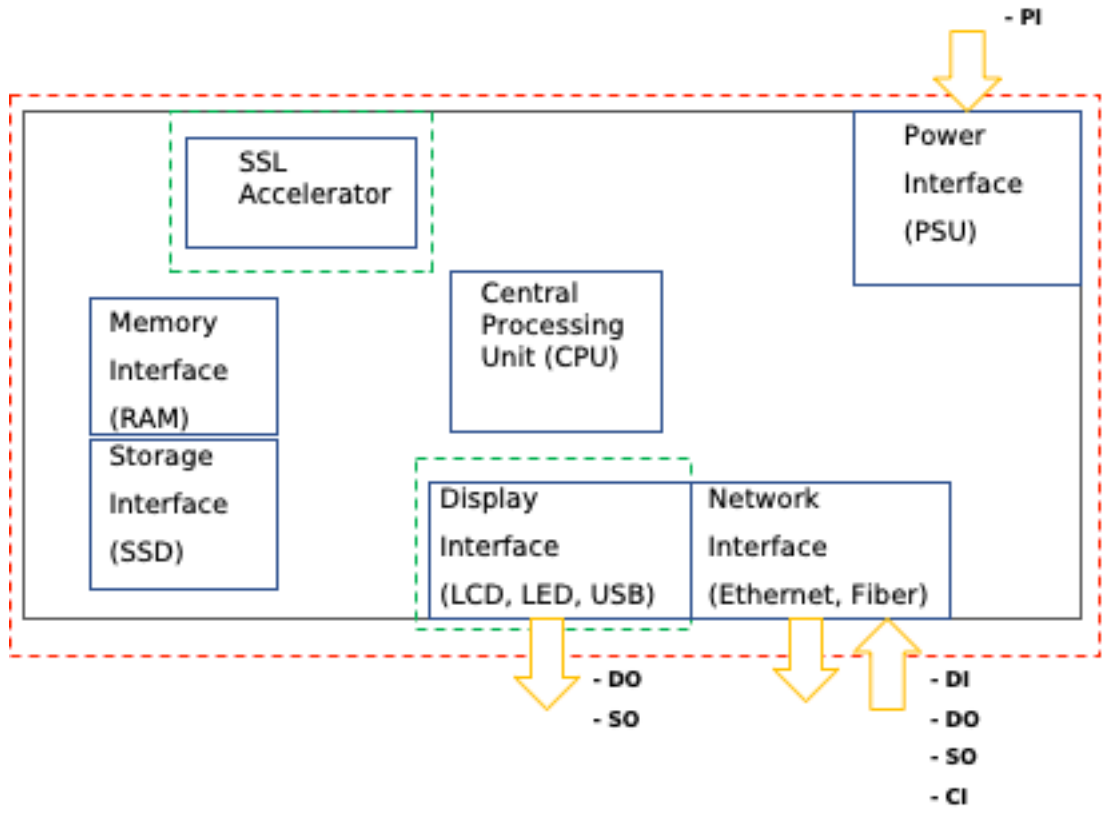 - PI
SSL
Accelerator
Power
Interface
(PSU)
Central
Processing
Unit (CPU)
Memory
Interface
(RAM)
Storage
Interface
(SSD)
Display
Interface
(LCD, LED, USB)
Network
Interface
(Ethernet, Fiber)
- DO
- SO
- DI
- DO
- SO
- CI